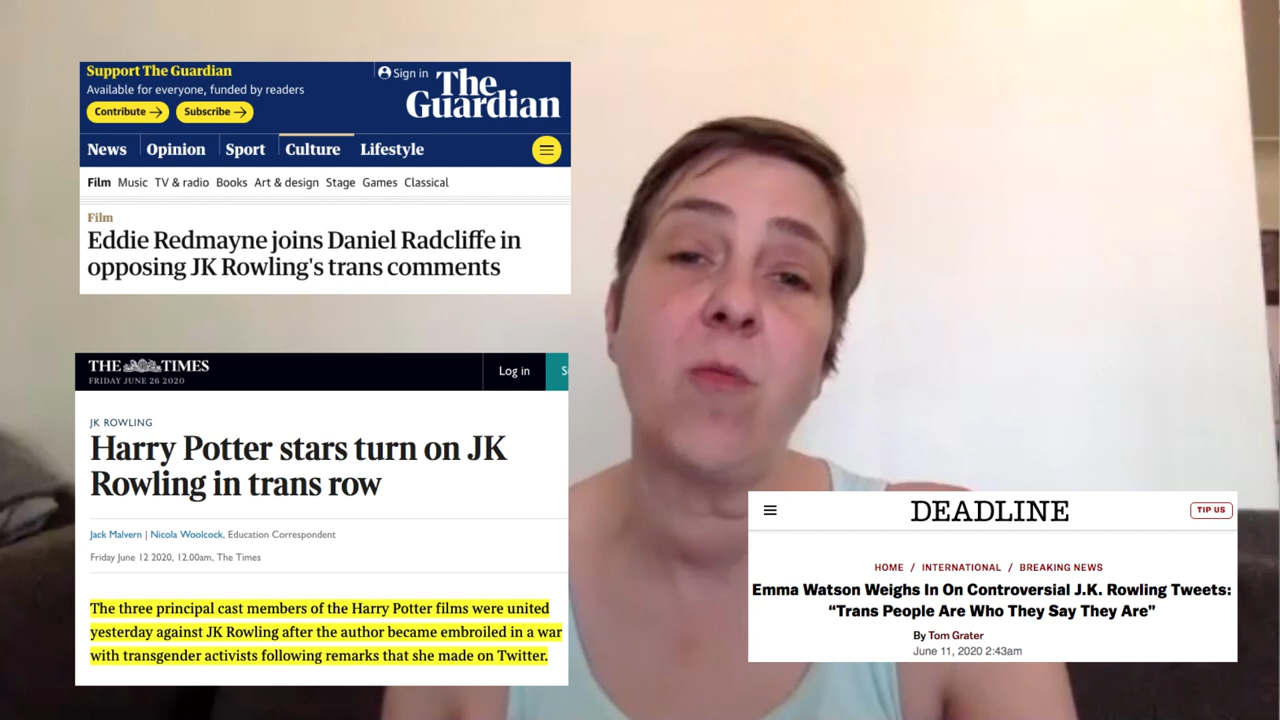 Support The Guardian
Available for everyone, funded by readers
Contribute → Subscribe →
Sign in
The
Guardian
News Opinion Sport Culture Lifestyle
Film Music TV & radio Books Art & design Stage Games Classical
Film
Eddie Redmayne joins Daniel Radcliffe in
opposing JK Rowling's trans comments
THE TIMES
FRIDAY JUNE 26 2020
Log in
JK ROWLING
Harry Potter stars turn on JK
Rowling in trans row
Jack Malvern | Nicola Woolcock, Education Correspondent
Friday June 12 2020, 12.00am, The Times
The three principal cast members of the Harry Potter films were united
yesterday against JK Rowling after the author became embroiled in a war
with transgender activists following remarks that she made on Twitter.
DEADLINE
TIP US
HOME / INTERNATIONAL / BREAKING NEWS
Emma Watson Weighs In On Controversial J.K. Rowling Tweets:
“Trans People Are Who They Say They Are”
By Tom Grater
June 11, 2020 2:43am